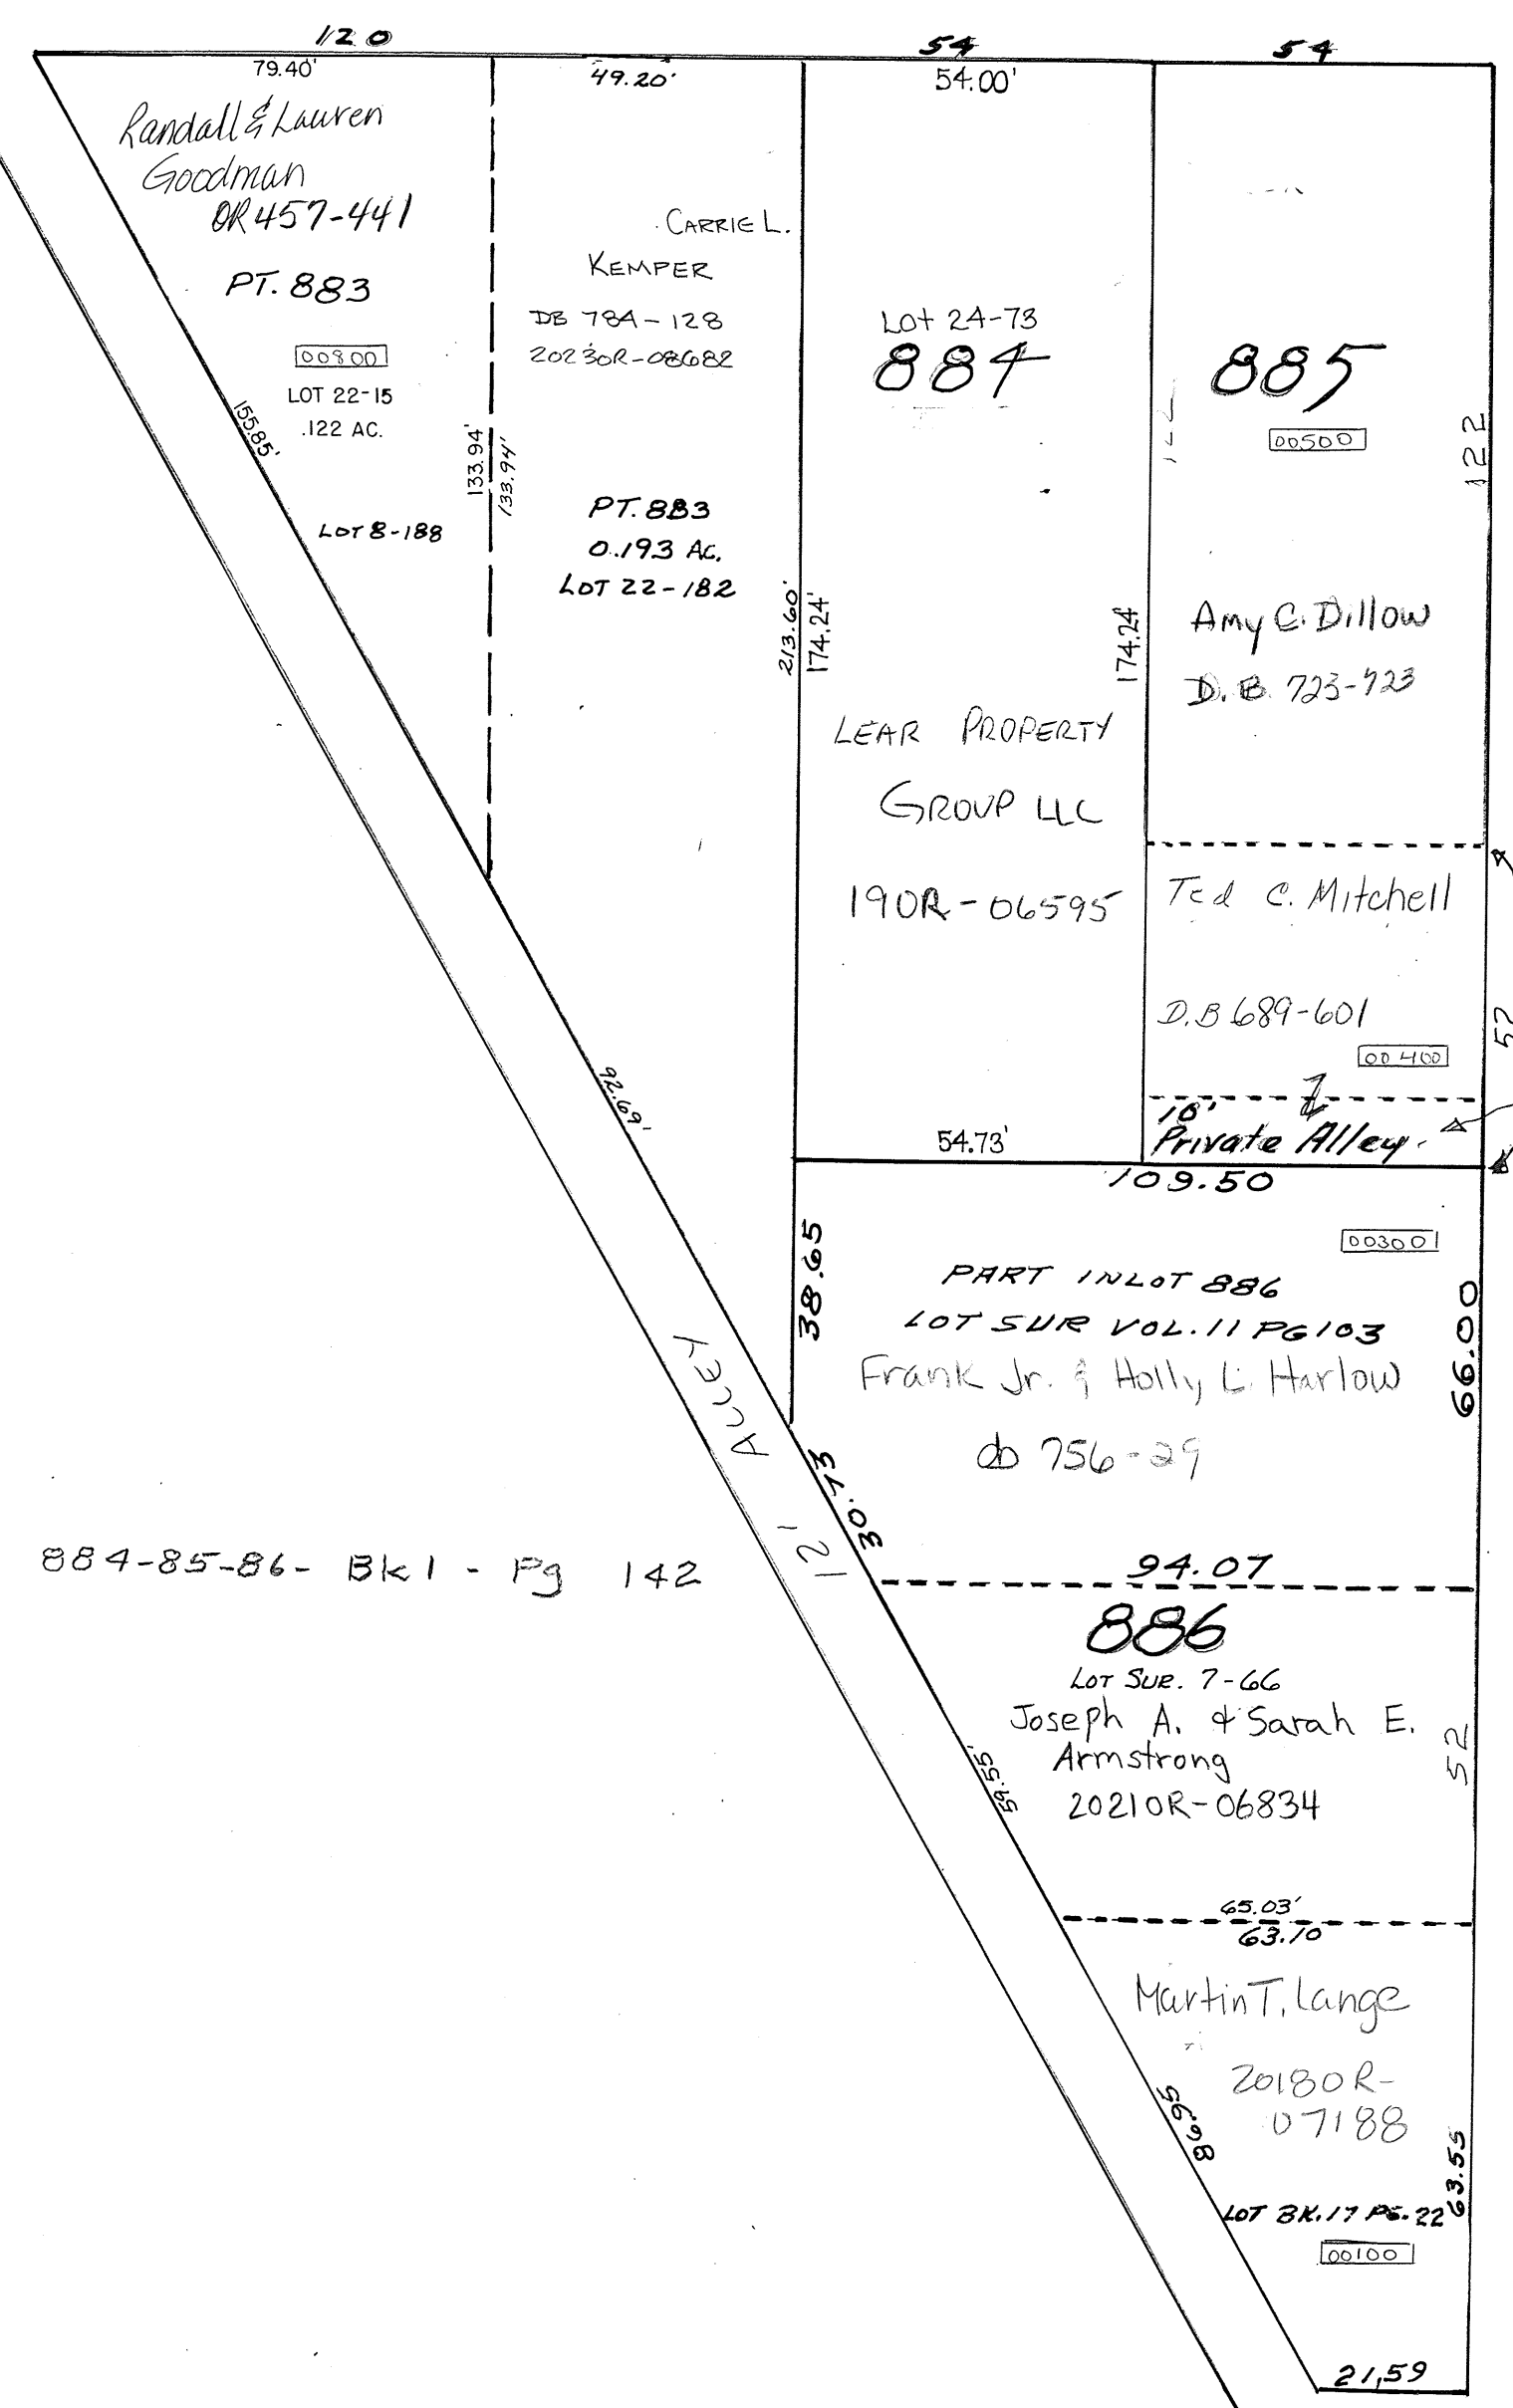 120
54
54
79.40'
49.20'
54.00'
Randall & Lauren
Goodman
OR 457-441
PT. 883
00800
LOT 22-15
.122 AC.
155.85'
LOT 8-188
133.94'
133.94'
CARRIE L.
KEMPER
DB 784-128
2023OR-08682
PT. 883
0.193 AC.
LOT 22-182
213.60'
174.24'
Lot 24-73
884
LEAR PROPERTY
GROUP LLC
19OR-06595
174.24
54.73'
885
00500
122
Amy C. Dillow
D.B. 723-723
Ted C. Mitchell
D.B 689-601
00400
52
10'
Private Alley
109.50
92.69'
38.65
00300
PART INLOT 886
LOT SUR VOL. 11 PG 103
Frank Jr. & Holly L. Harlow
db 756-29
66.00
30.73
ALLEY
12'
884-85-86- Bk 1 - Pg 142
94.07
886
LOT SUR. 7-66
Joseph A. & Sarah E.
Armstrong
2021OR-06834
59.55'
52
65.03'
63.10
Martin T. Lange
2018OR-
07188
86.95
63.55
LOT BK. 17 PG. 22
00100
21,59